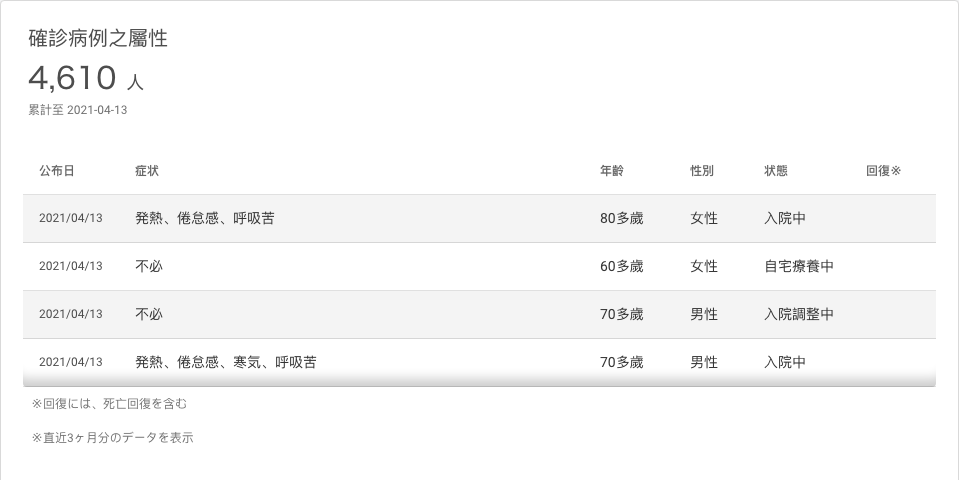 確診病例之屬性
4,610 人
累計至 2021-04-13
公布日 症状 年齡 性別 状態 回復※
2021/04/13 発熱、倦怠感、呼吸苦 80多歲 女性 入院中
2021/04/13 不必 60多歲 女性 自宅療養中
2021/04/13 不必 70多歲 男性 入院調整中
2021/04/13 発熱、倦怠感、寒気、呼吸苦 70多歲 男性 入院中
※回復には、死亡回復を含む
※直近3ヶ月分のデータを表示